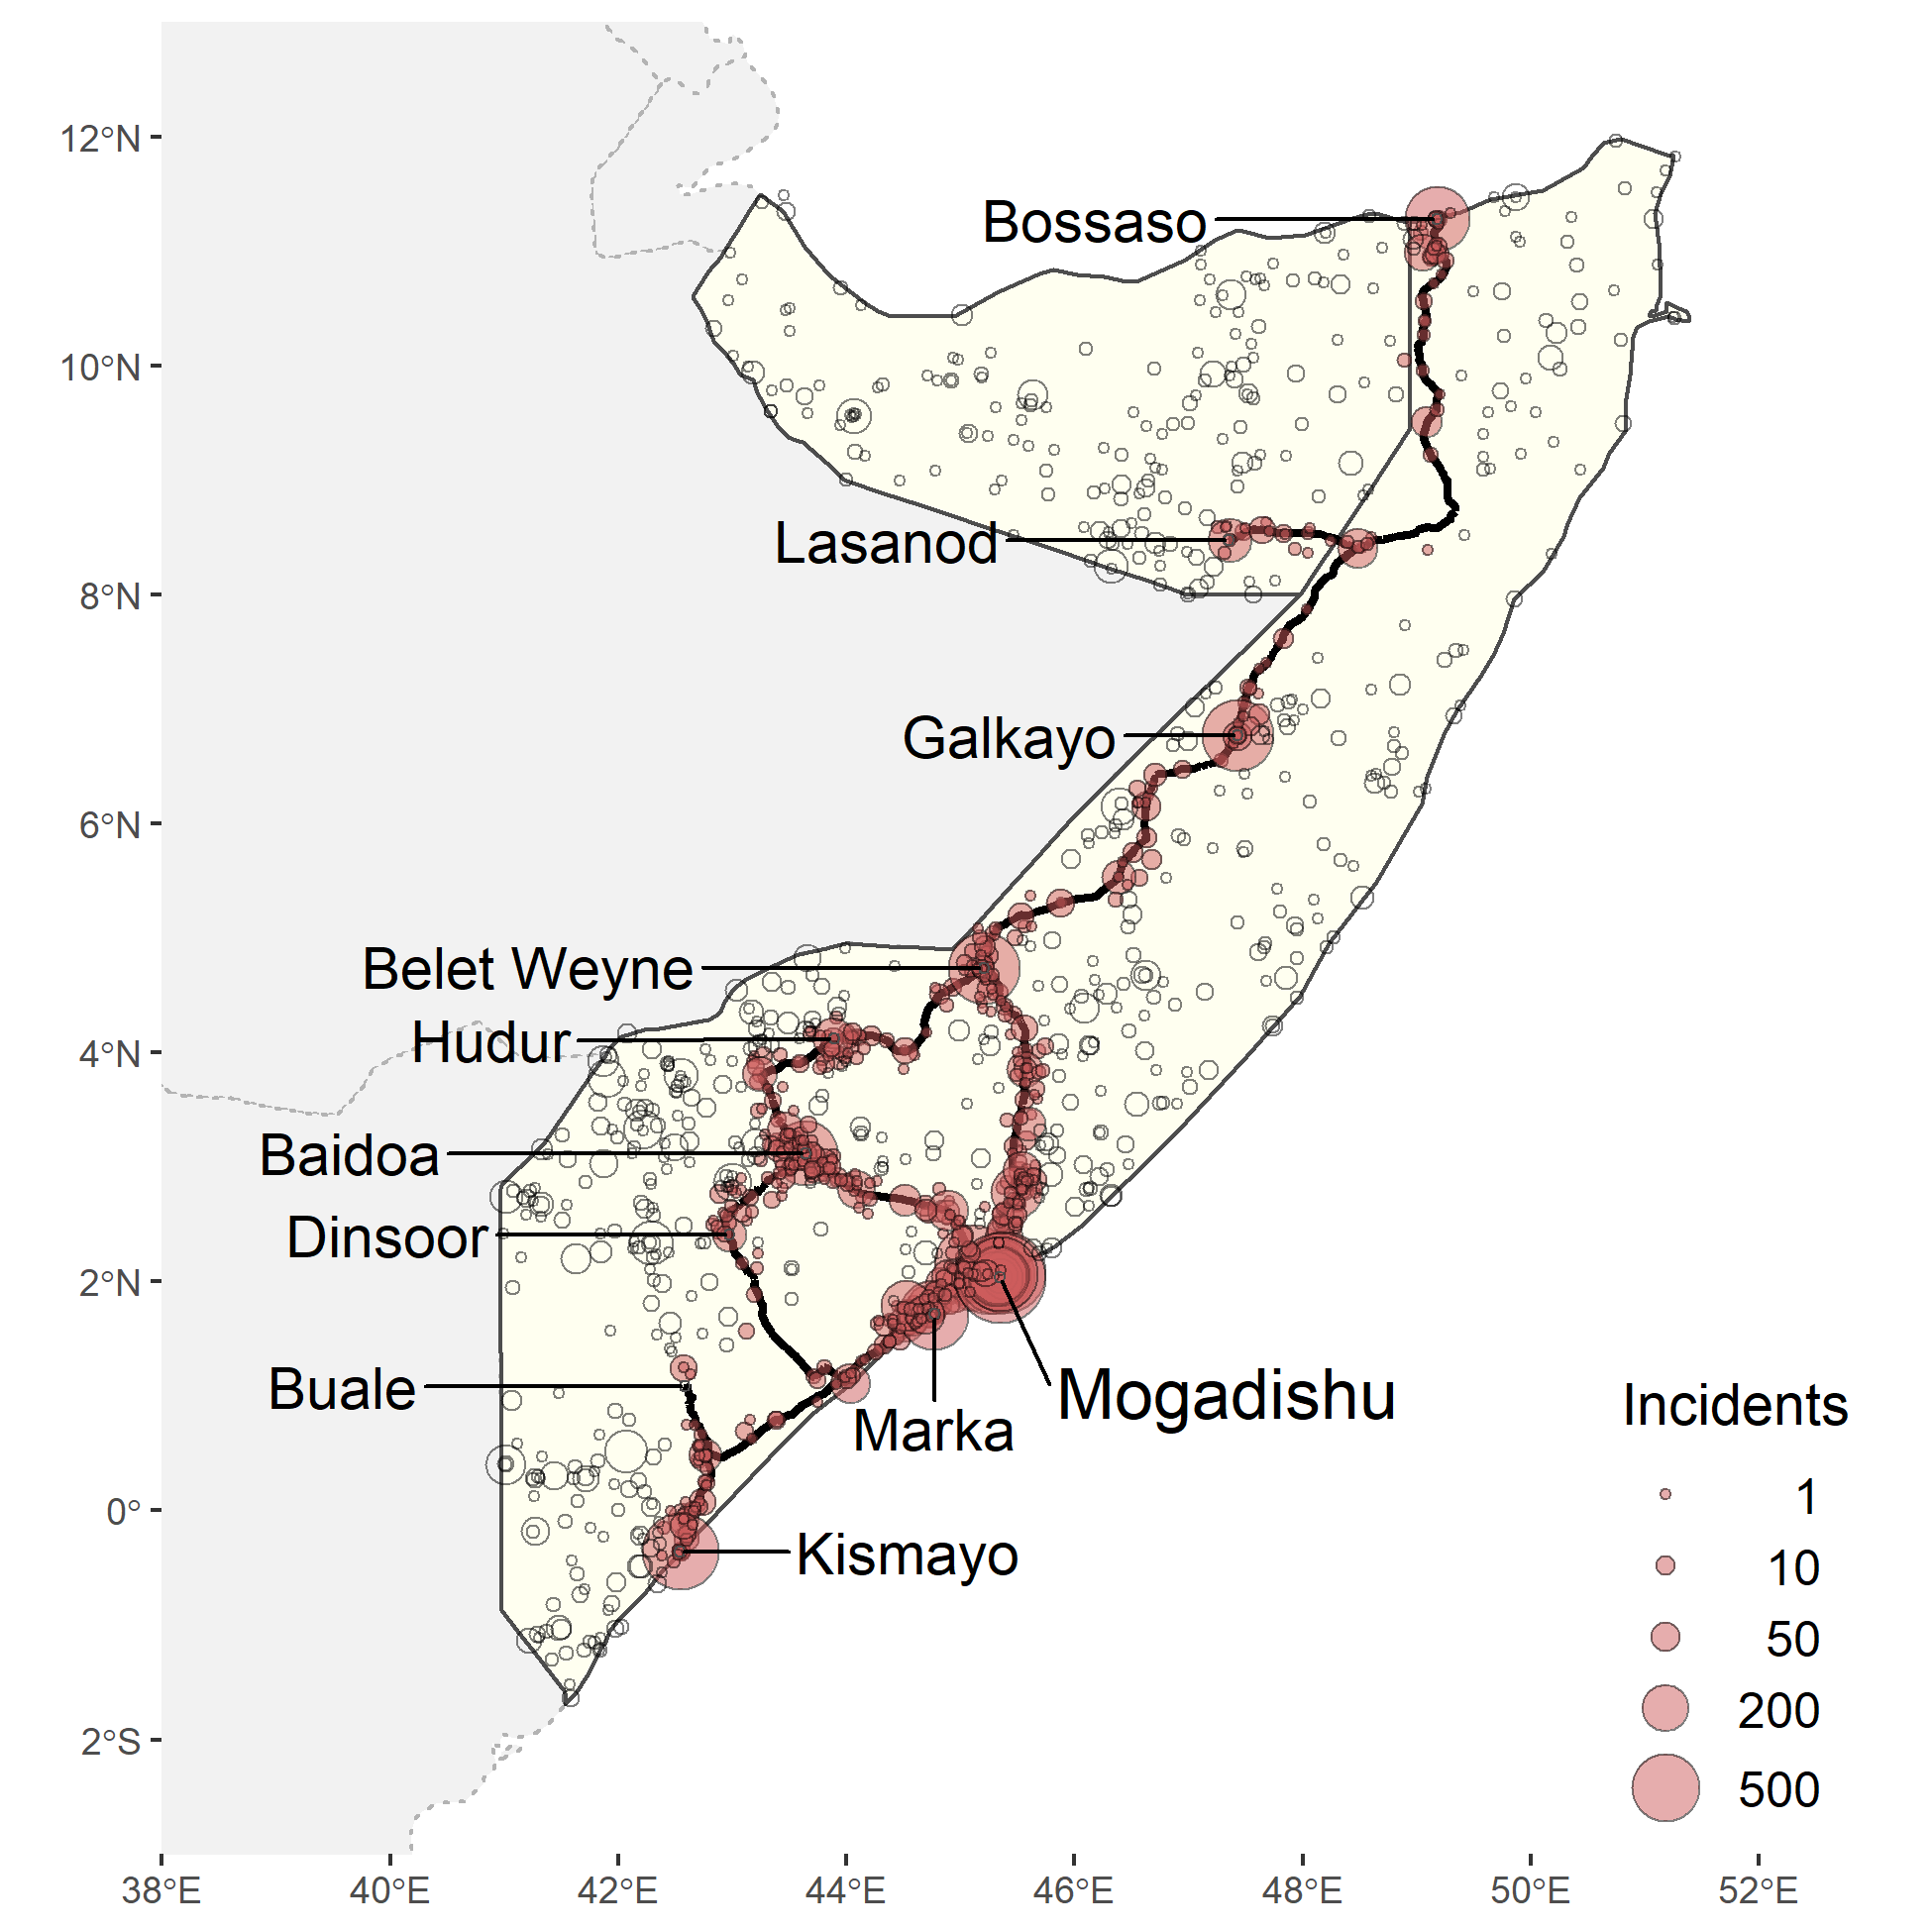 12°N
10°N
8°N
6°N
4°N
2°N
0°
2°S
Bossaso
Lasanod
Galkayo
Belet Weyne
Hudur
Baidoa
Dinsoor
Buale
Mogadishu
Marka
Kismayo
Incidents
1
10
50
200
500
38°E 40°E 42°E 44°E 46°E 48°E 50°E 52°E